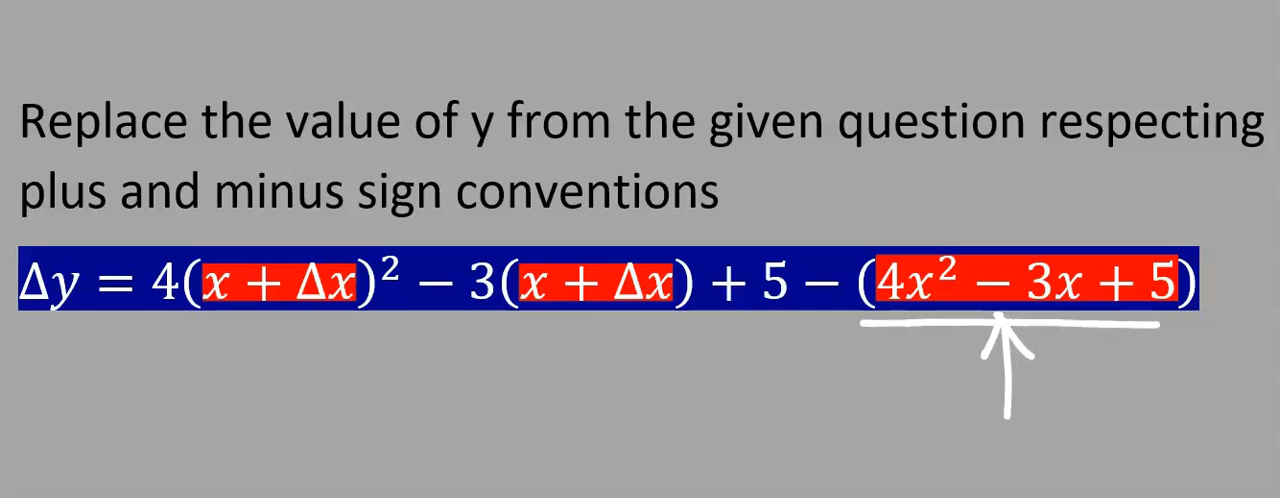 Replace the value of y from the given question respecting
plus and minus sign conventions
Δy = 4(x + Δx)² − 3(x + Δx) + 5 − (4x² − 3x + 5)